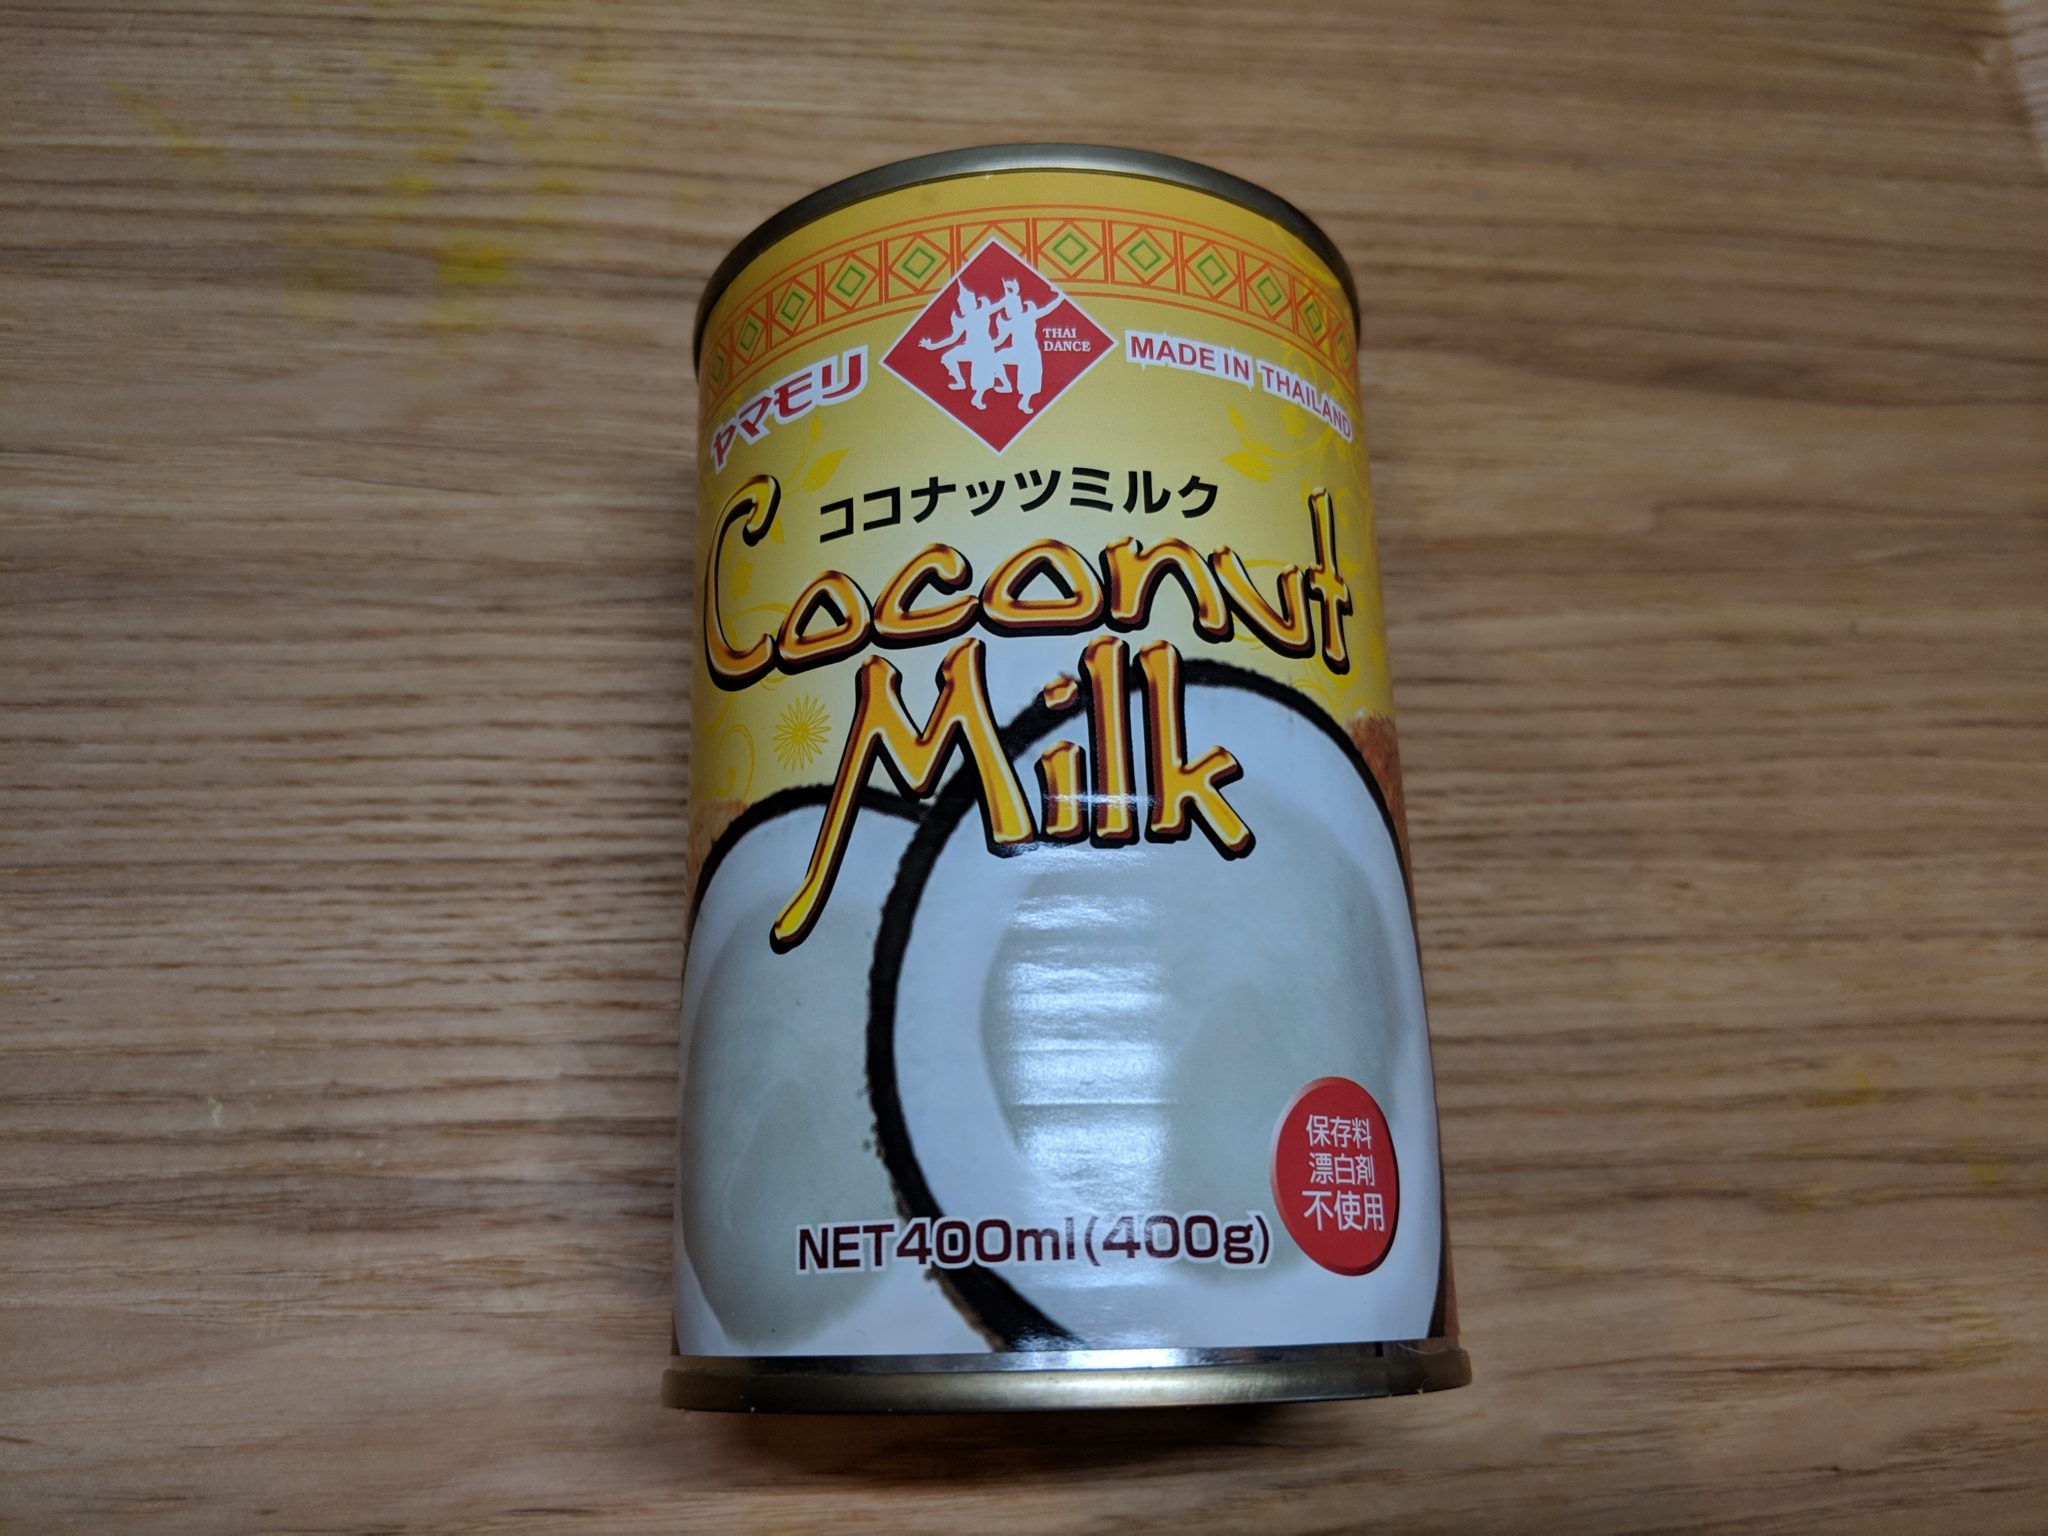 THAI
DANCE
ヤマモリ
MADE IN THAILAND
ココナッツミルク
Coconut
Milk
保存料
漂白剤
不使用
NET400ml(400g)